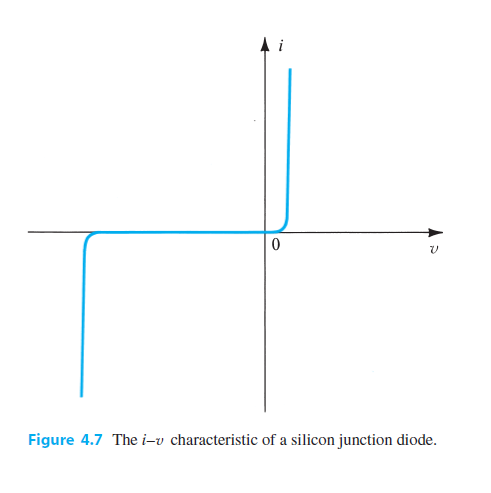 i
0
v
Figure 4.7 The i–v characteristic of a silicon junction diode.